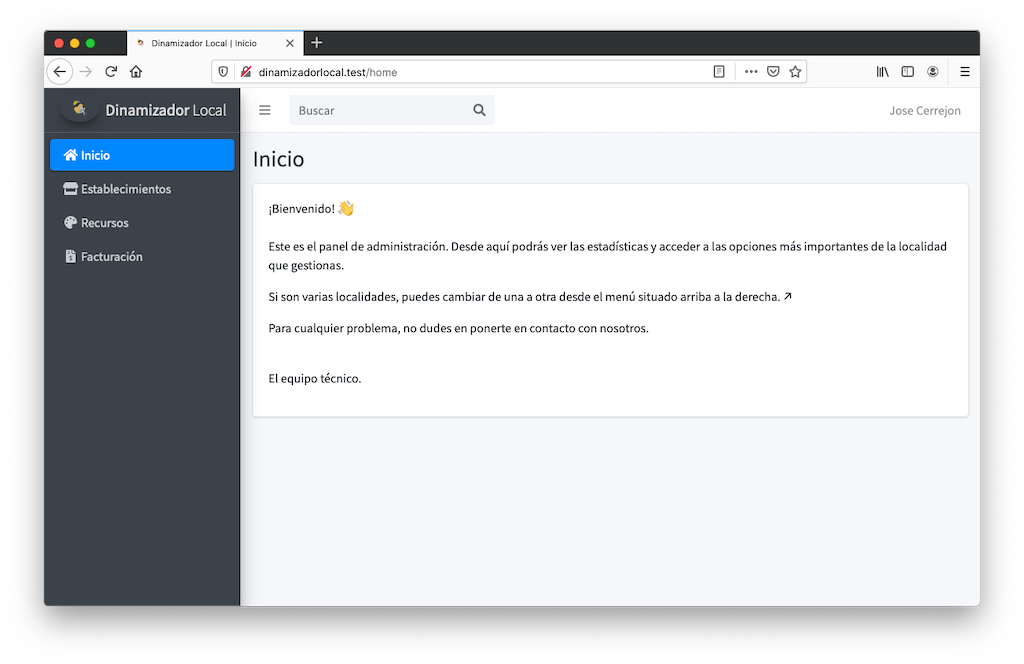 Dinamizador Local | Inicio
dinamizadorlocal.test/home
Dinamizador Local
Buscar
Jose Cerrejon
Inicio
Establecimientos
Recursos
Facturación
Inicio
¡Bienvenido! 👋
Este es el panel de administración. Desde aquí podrás ver las estadísticas y acceder a las opciones más importantes de la localidad
que gestionas.
Si son varias localidades, puedes cambiar de una a otra desde el menú situado arriba a la derecha. ↗
Para cualquier problema, no dudes en ponerte en contacto con nosotros.
El equipo técnico.